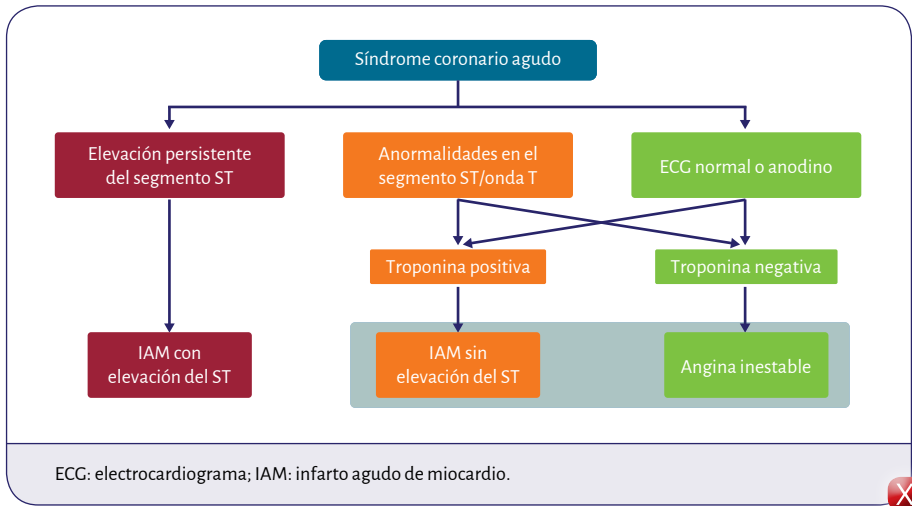 Síndrome coronario agudo
Elevación persistente
del segmento ST
Anormalidades en el
segmento ST/onda T
ECG normal o anodino
Troponina positiva
Troponina negativa
IAM con
elevación del ST
IAM sin
elevación del ST
Angina inestable
ECG: electrocardiograma; IAM: infarto agudo de miocardio.
X